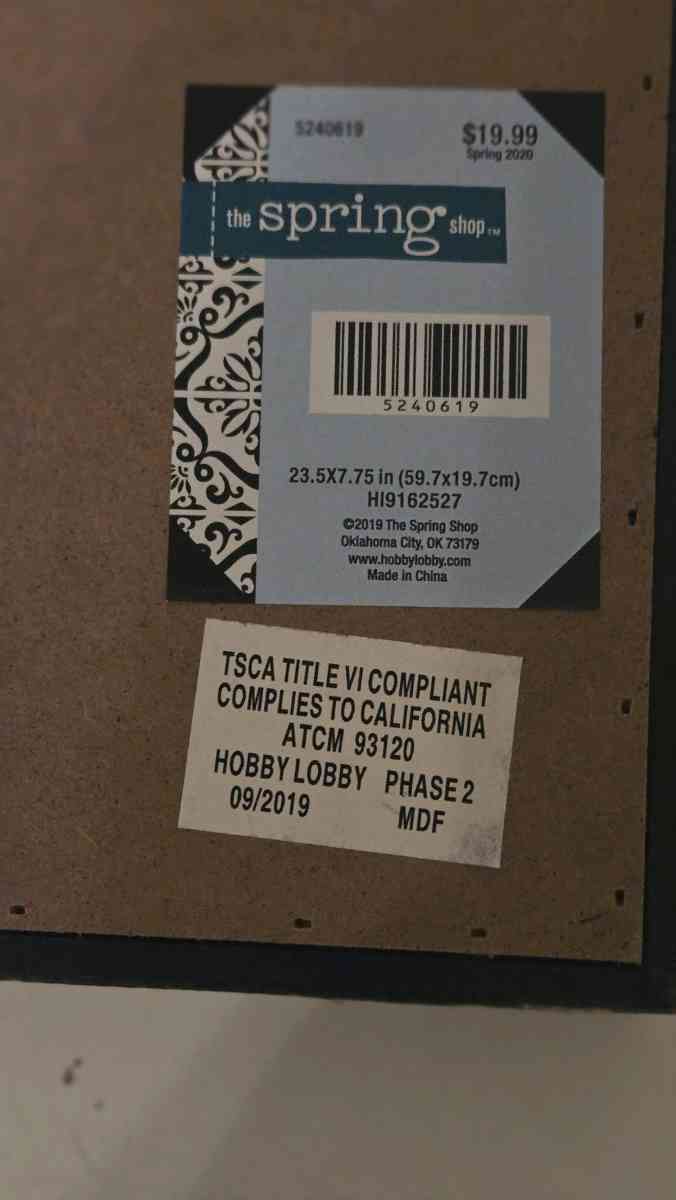 5240619
$19.99
Spring 2020
the spring shop™
5240619
23.5X7.75 in (59.7x19.7cm)
HI9162527
©2019 The Spring Shop
Oklahoma City, OK 73179
www.hobbylobby.com
Made in China
TSCA TITLE VI COMPLIANT
COMPLIES TO CALIFORNIA
ATCM 93120
HOBBY LOBBY PHASE 2
09/2019 MDF